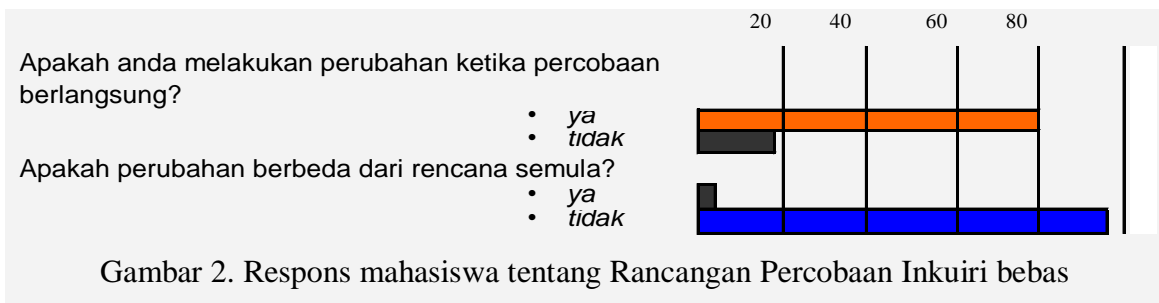 20 40 60 80
Apakah anda melakukan perubahan ketika percobaan
berlangsung?
• ya
• tidak
Apakah perubahan berbeda dari rencana semula?
• ya
• tidak
Gambar 2. Respons mahasiswa tentang Rancangan Percobaan Inkuiri bebas